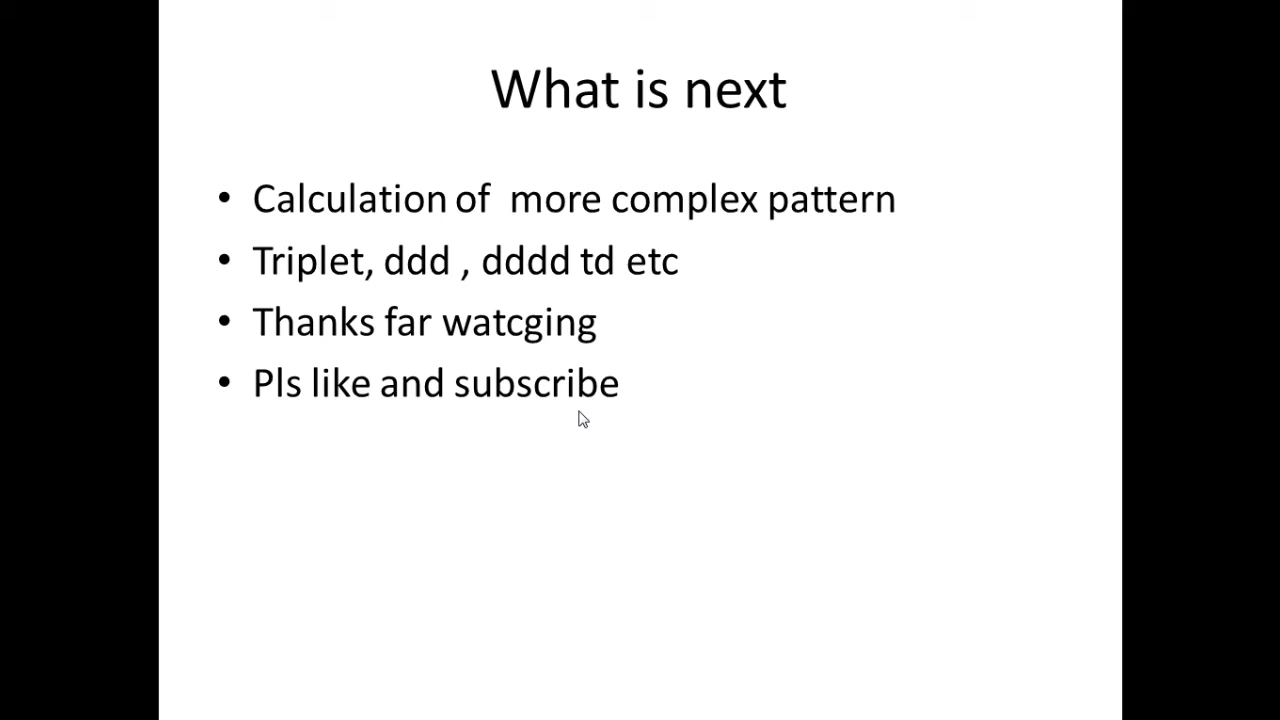 What is next
• Calculation of  more complex pattern
• Triplet, ddd , dddd td etc
• Thanks far watcging
• Pls like and subscribe